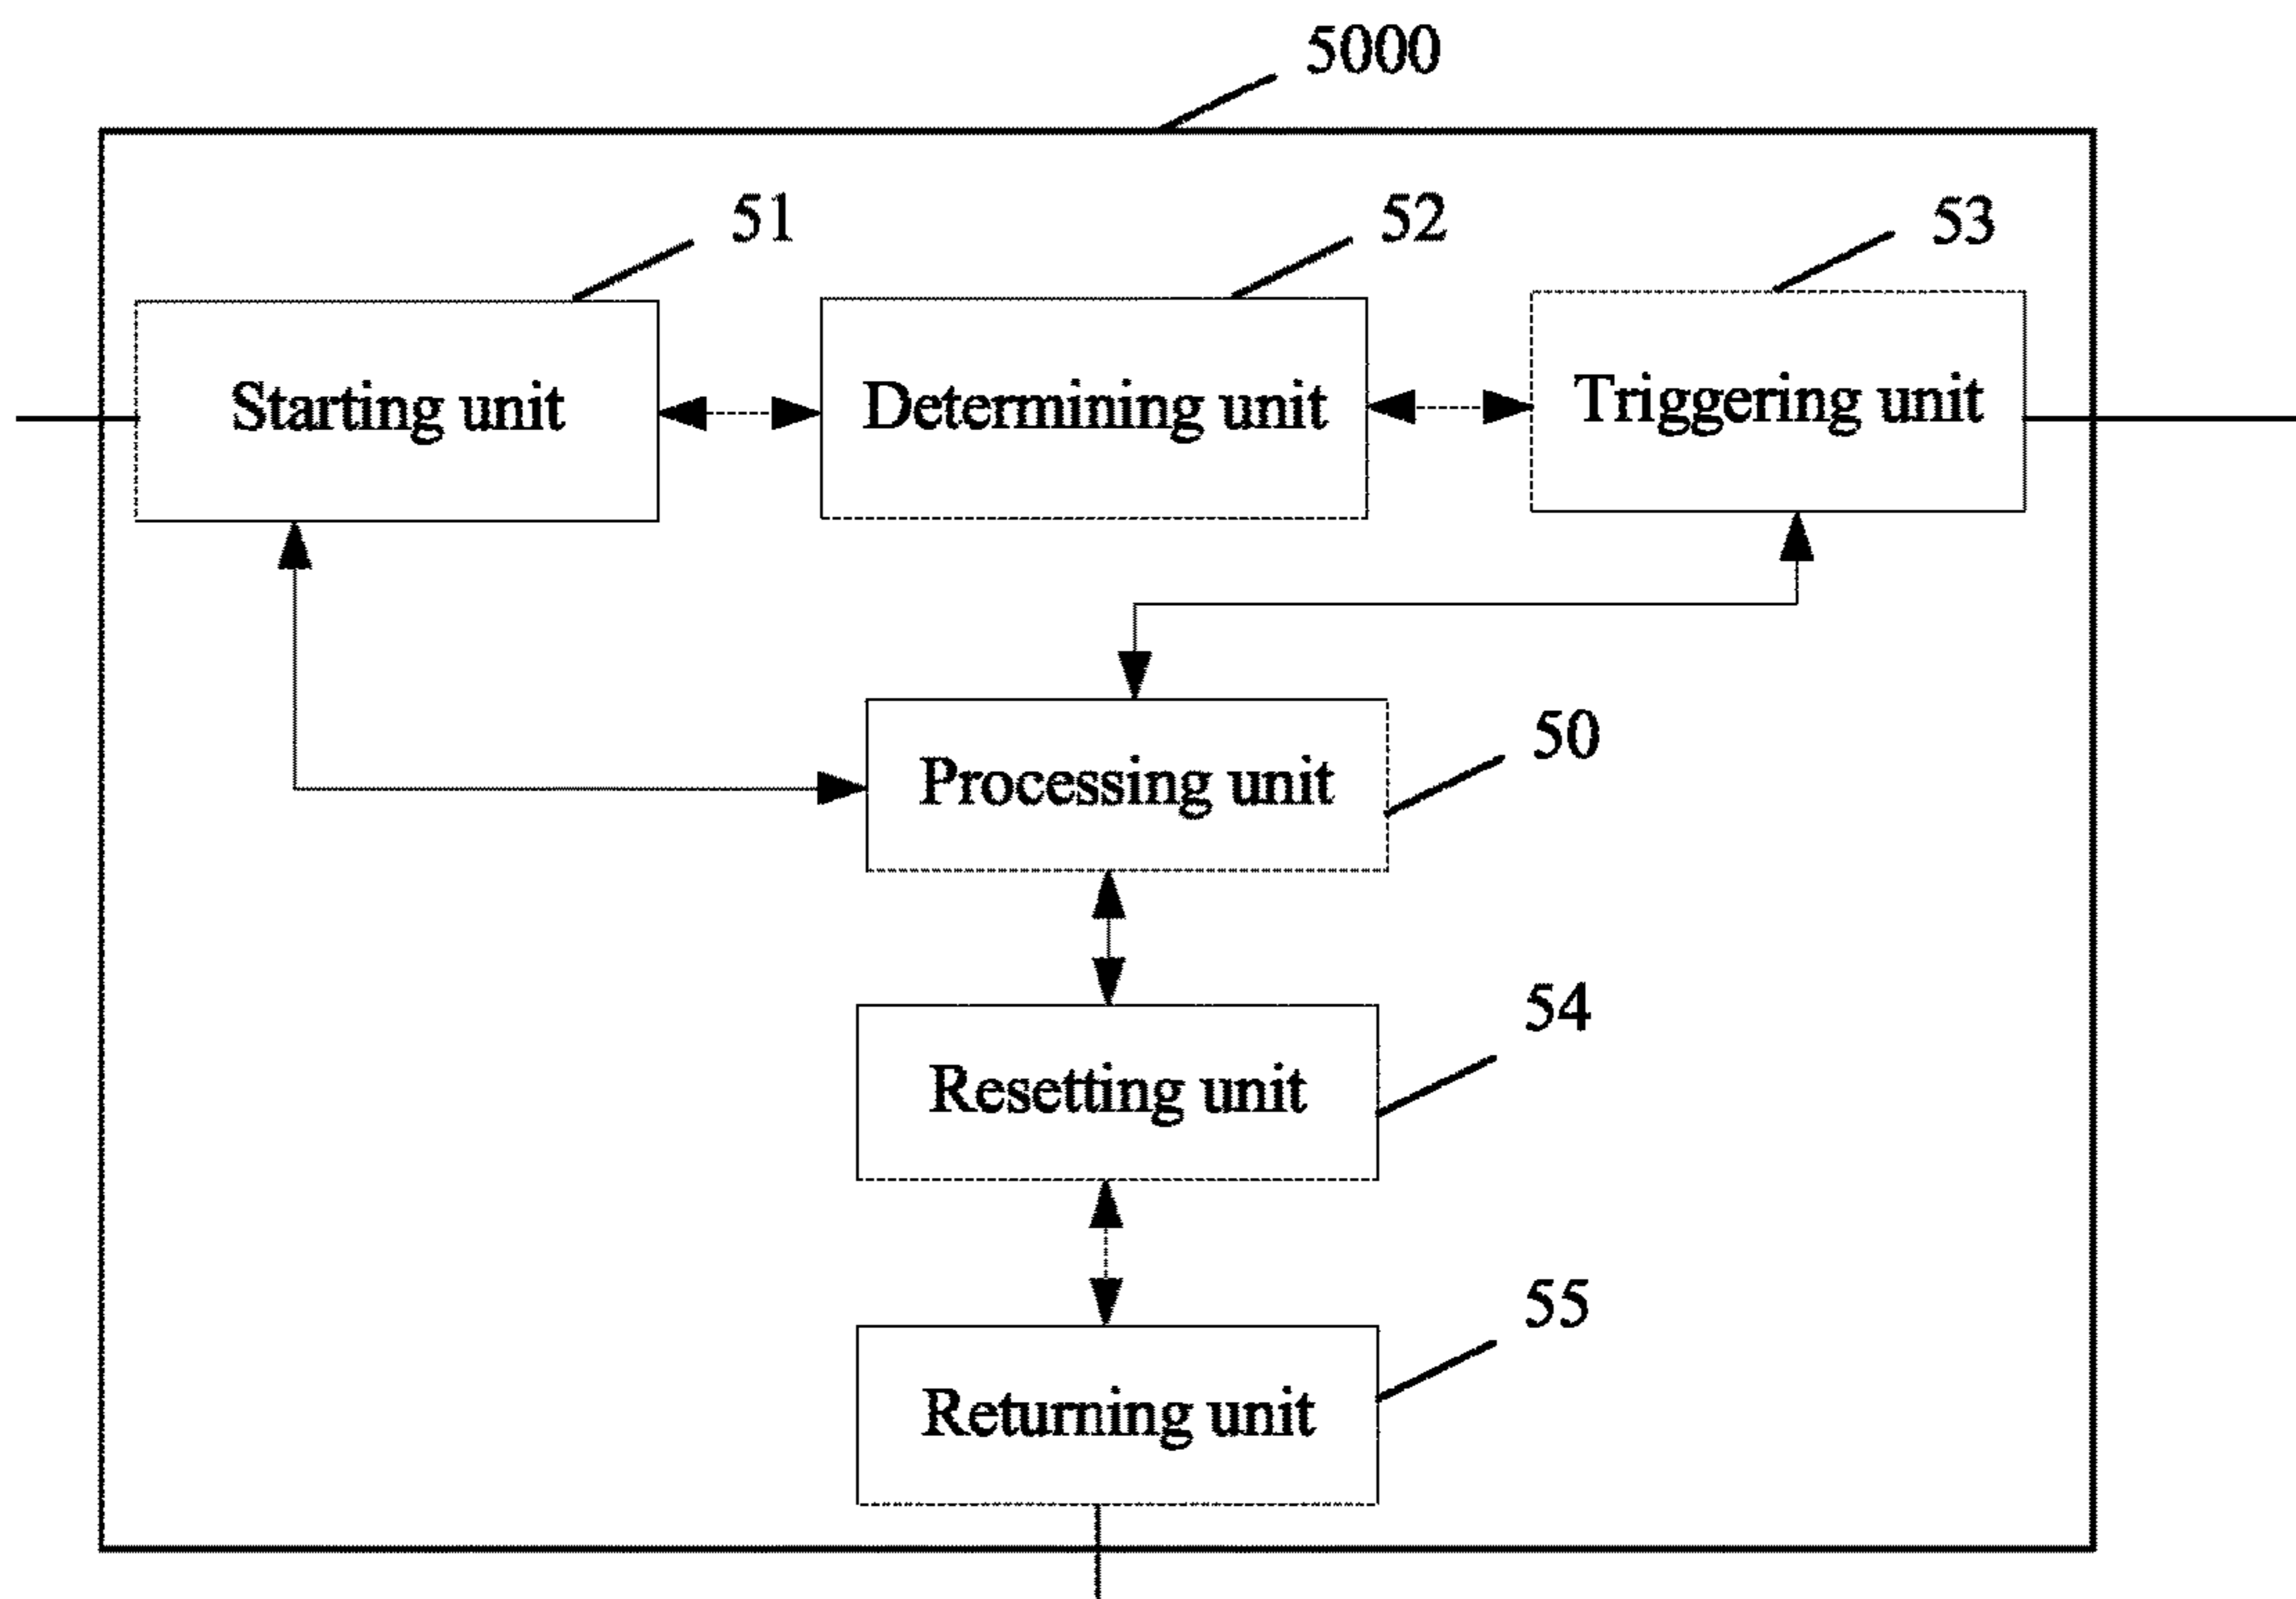 5000
51
52
53
Starting unit
Determining unit
Triggering unit
50
Processing unit
54
Resetting unit
55
Returning unit